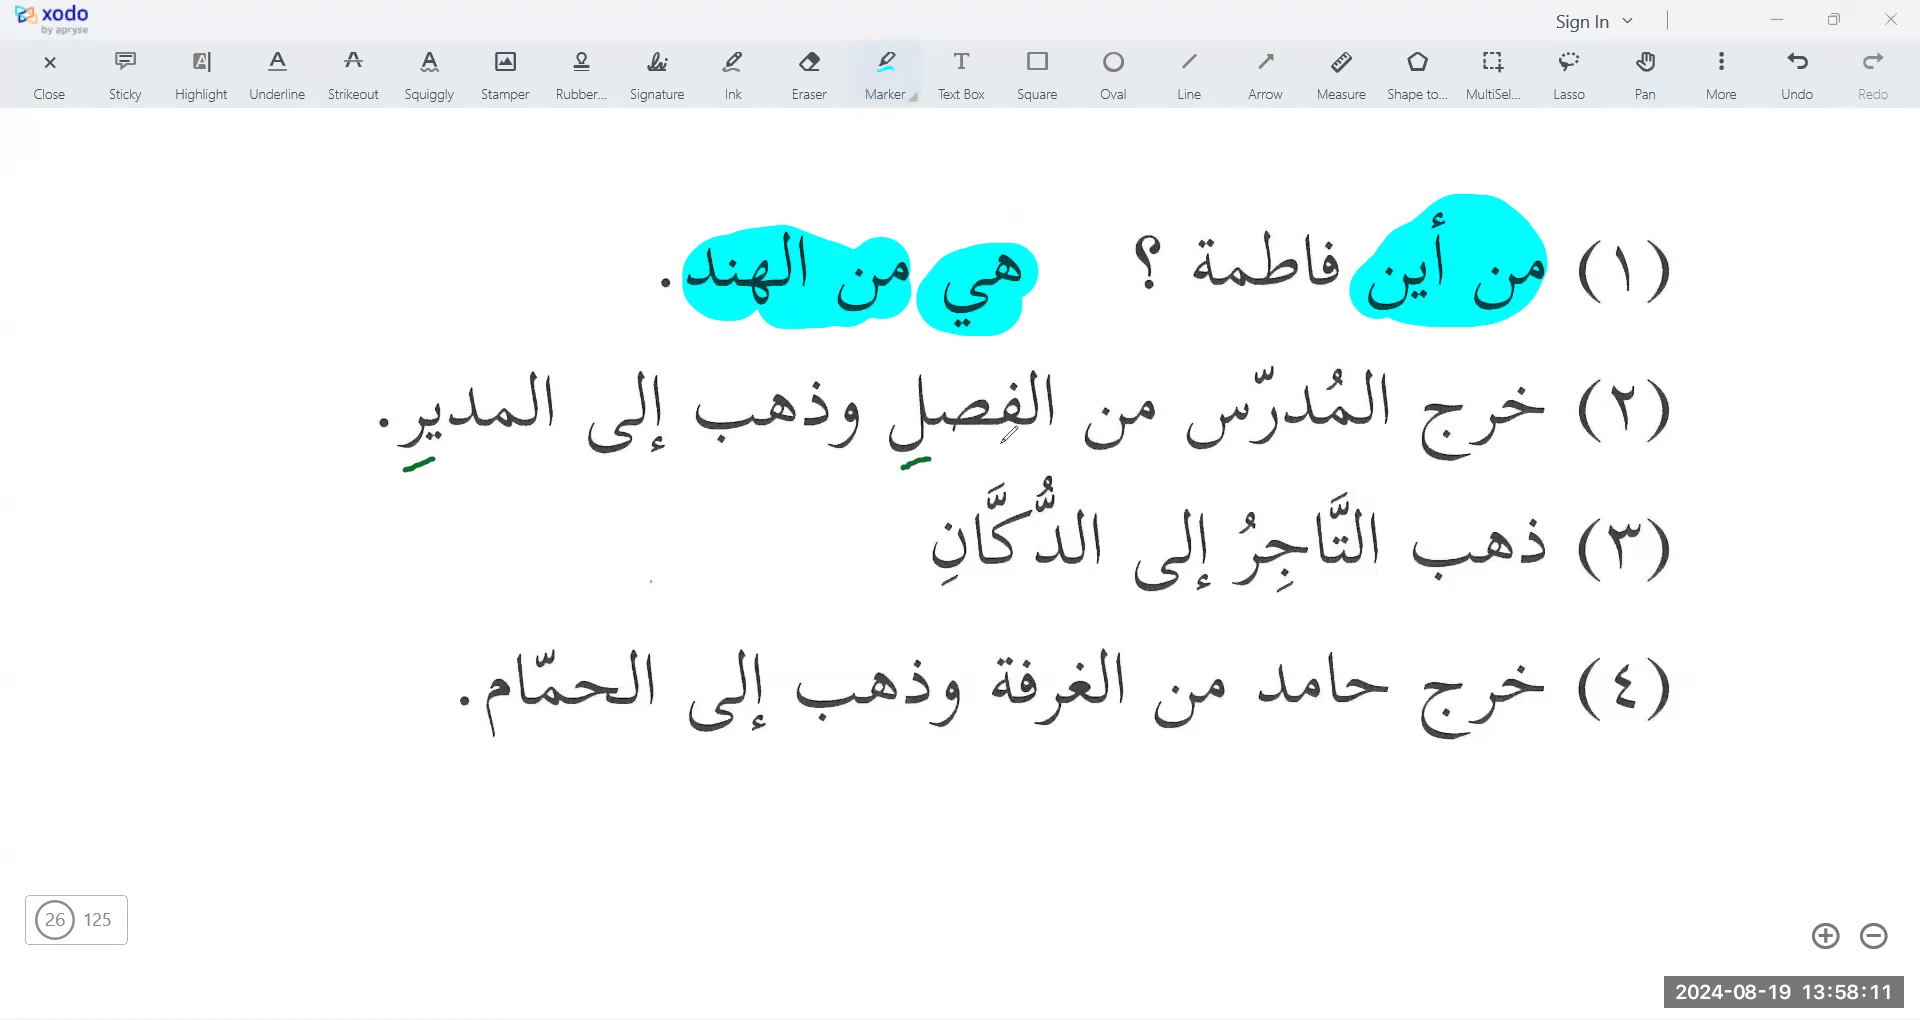 xodo
by apryse
Sign In
Close Sticky Highlight Underline Strikeout Squiggly Stamper Rubber... Signature Ink Eraser Marker Text Box Square Oval Line Arrow Measure Shape to... MultiSel... Lasso Pan More Undo Redo
(١) من أين فاطمة ؟ هي من الهند .
(٢) خرج المُدرّس من الفصلِ وذهب إلى المديرِ .
(٣) ذهب التَّاجِرُ إلى الدُّكَّانِ
(٤) خرج حامد من الغرفة وذهب إلى الحمّام .
26 125
2024-08-19 13:58:11